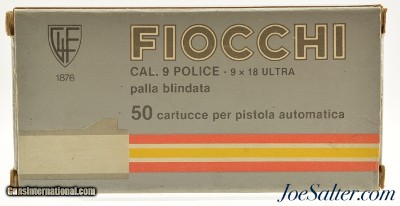 FIOCCHI
1876
CAL. 9 POLICE · 9 × 18 ULTRA
palla blindata
50 cartucce per pistola automatica
GunsInternational.com
JoeSalter.com